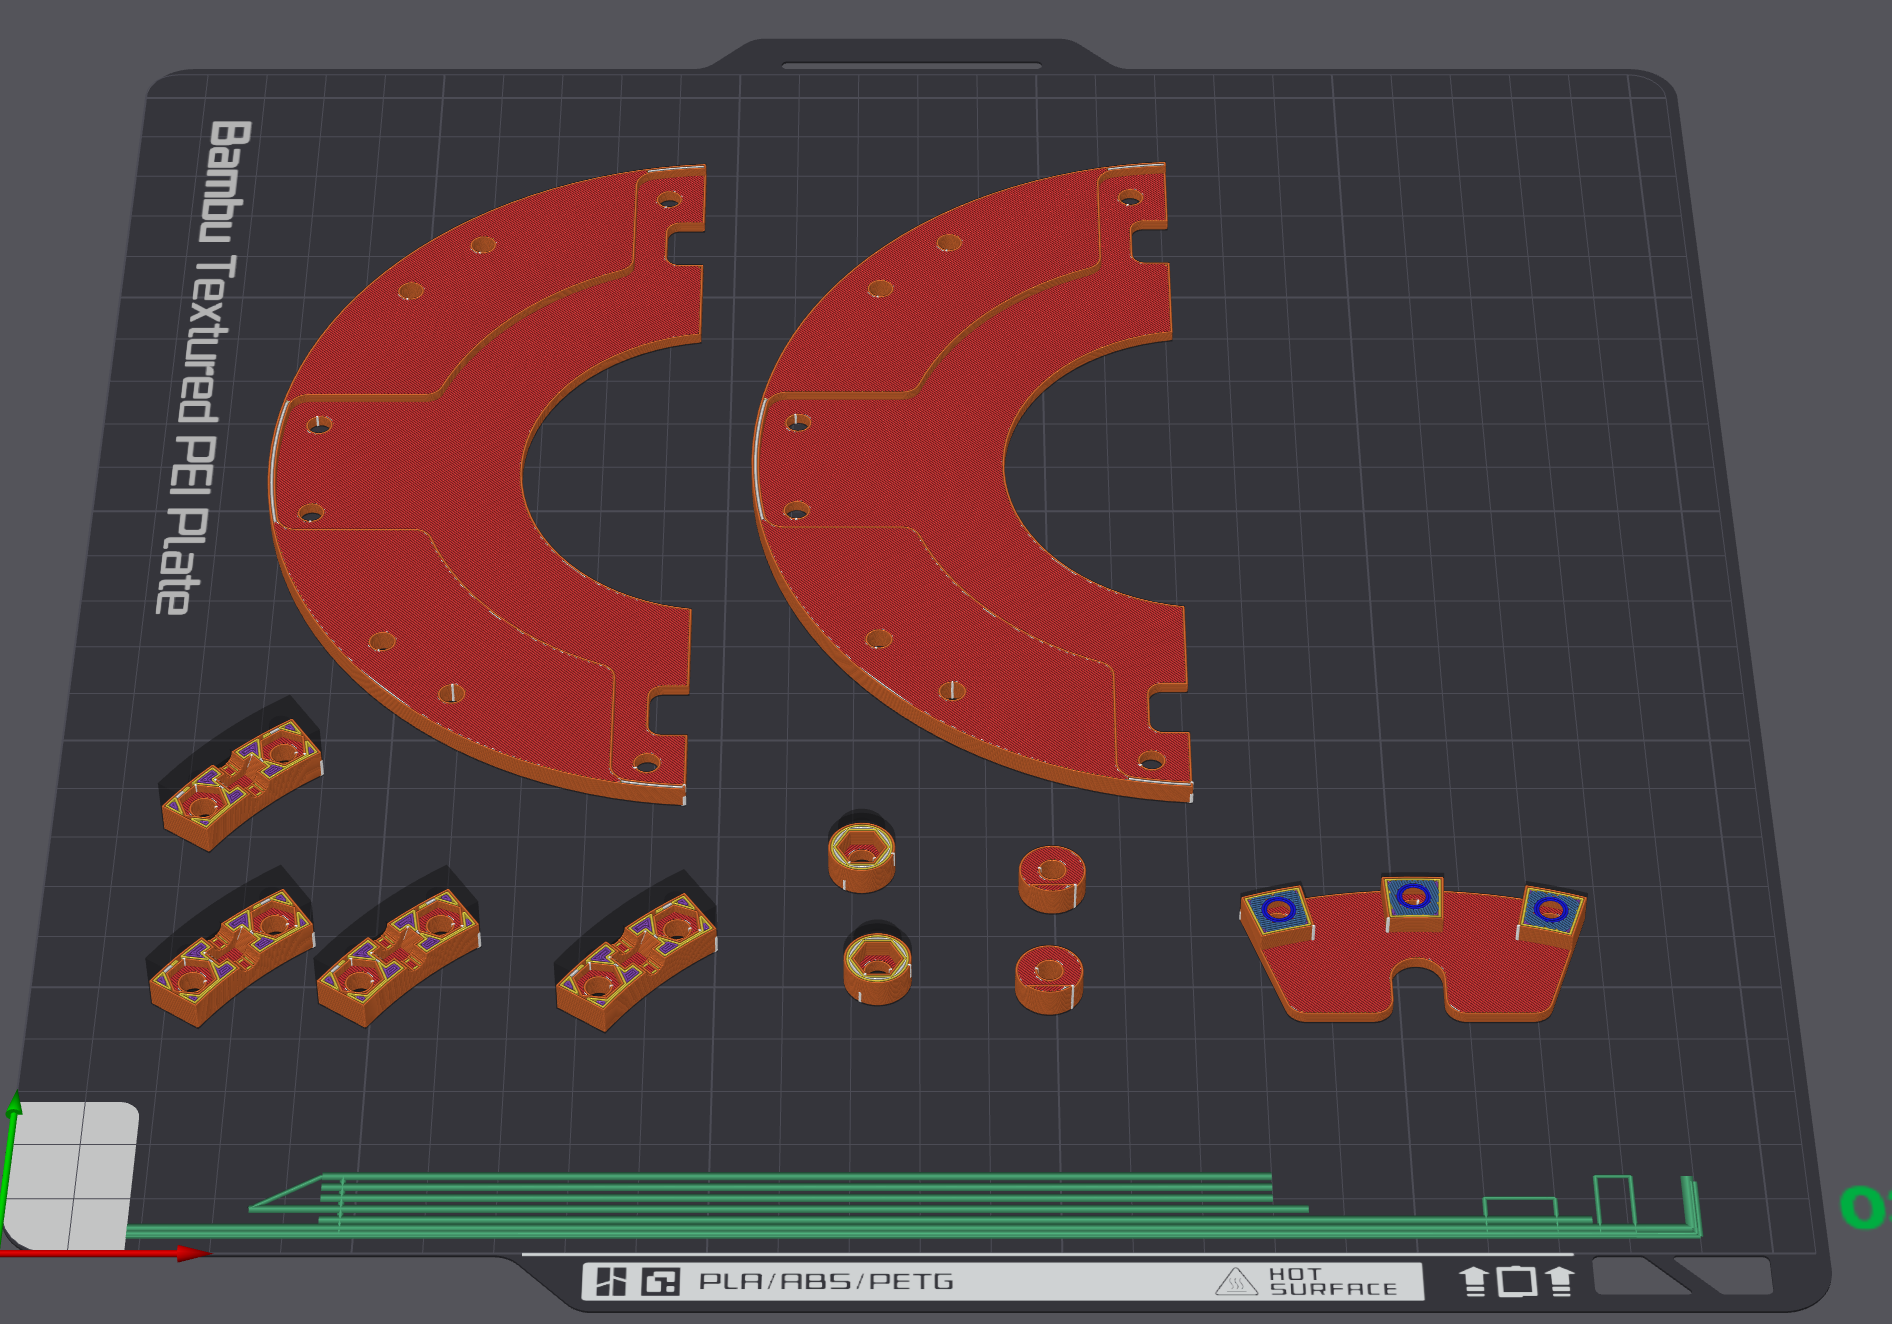 Bambu Textured PEI Plate
PLA/ABS/PETG
HOT
SURFACE